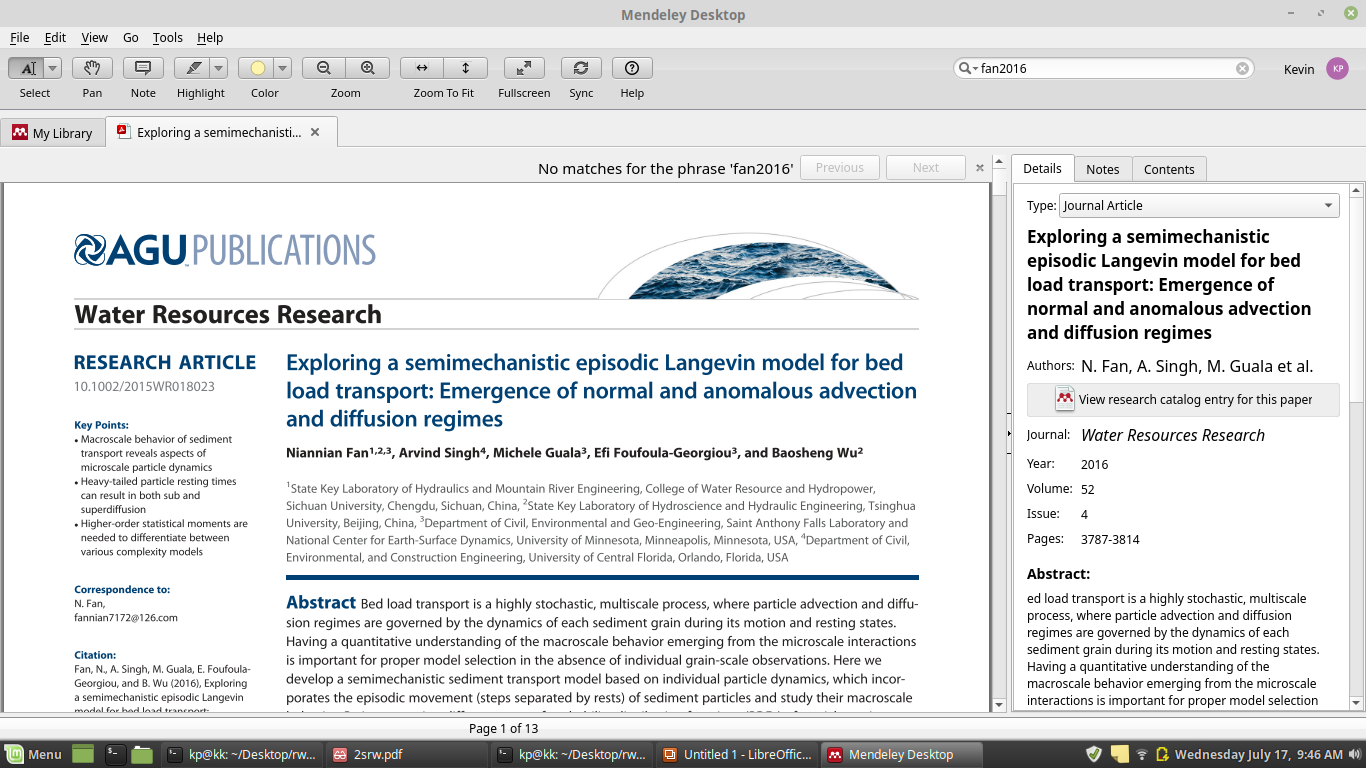 Mendeley Desktop
File Edit View Go Tools Help
Select Pan Note Highlight Color Zoom Zoom To Fit Fullscreen Sync Help
fan2016
Kevin KP
My Library
Exploring a semimechanisti...
No matches for the phrase 'fan2016' Previous Next
AGU PUBLICATIONS
Water Resources Research
RESEARCH ARTICLE
10.1002/2015WR018023
Key Points:
• Macroscale behavior of sediment
transport reveals aspects of
microscale particle dynamics
• Heavy-tailed particle resting times
can result in both sub and
superdiffusion
• Higher-order statistical moments are
needed to differentiate between
various complexity models
Correspondence to:
N. Fan,
fannian7172@126.com
Citation:
Fan, N., A. Singh, M. Guala, E. Foufoula-
Georgiou, and B. Wu (2016), Exploring
a semimechanistic episodic Langevin
model for bed load transport:
Exploring a semimechanistic episodic Langevin model for bed
load transport: Emergence of normal and anomalous advection
and diffusion regimes
Niannian Fan1,2,3, Arvind Singh4, Michele Guala3, Efi Foufoula-Georgiou3, and Baosheng Wu2
1State Key Laboratory of Hydraulics and Mountain River Engineering, College of Water Resource and Hydropower,
Sichuan University, Chengdu, Sichuan, China, 2State Key Laboratory of Hydroscience and Hydraulic Engineering, Tsinghua
University, Beijing, China, 3Department of Civil, Environmental and Geo-Engineering, Saint Anthony Falls Laboratory and
National Center for Earth-Surface Dynamics, University of Minnesota, Minneapolis, Minnesota, USA, 4Department of Civil,
Environmental, and Construction Engineering, University of Central Florida, Orlando, Florida, USA
Abstract Bed load transport is a highly stochastic, multiscale process, where particle advection and diffu-
sion regimes are governed by the dynamics of each sediment grain during its motion and resting states.
Having a quantitative understanding of the macroscale behavior emerging from the microscale interactions
is important for proper model selection in the absence of individual grain-scale observations. Here we
develop a semimechanistic sediment transport model based on individual particle dynamics, which incor-
porates the episodic movement (steps separated by rests) of sediment particles and study their macroscale
Page 1 of 13
Details Notes Contents
Type: Journal Article
Exploring a semimechanistic
episodic Langevin model for bed
load transport: Emergence of
normal and anomalous advection
and diffusion regimes
Authors: N. Fan, A. Singh, M. Guala et al.
View research catalog entry for this paper
Journal: Water Resources Research
Year: 2016
Volume: 52
Issue: 4
Pages: 3787-3814
Abstract:
ed load transport is a highly stochastic, multiscale
process, where particle advection and diffusion
regimes are governed by the dynamics of each
sediment grain during its motion and resting states.
Having a quantitative understanding of the
macroscale behavior emerging from the microscale
interactions is important for proper model selection
Menu
kp@kk: ~/Desktop/rw...
2srw.pdf
kp@kk: ~/Desktop/rw...
Untitled 1 - LibreOffic...
Mendeley Desktop
Wednesday July 17, 9:46 AM